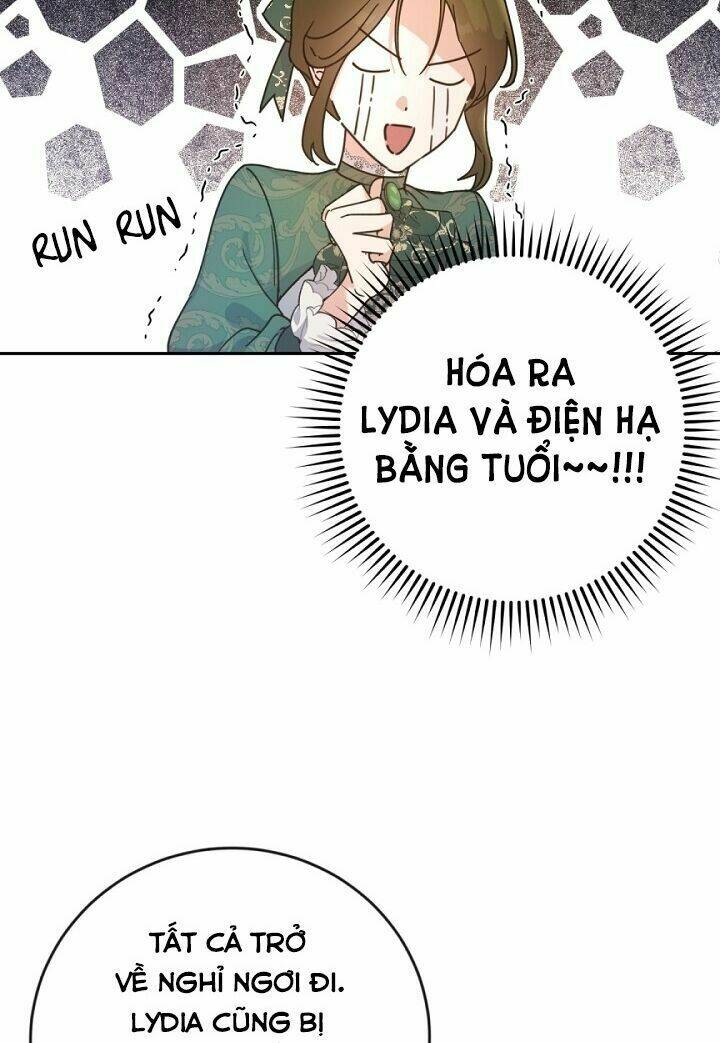 RUN RUN
HÓA RA
LYDIA VÀ ĐIỆN HẠ
BẰNG TUỔI~~!!!
TẤT CẢ TRỞ
VỀ NGHỈ NGƠI ĐI.
LYDIA CŨNG BỊ